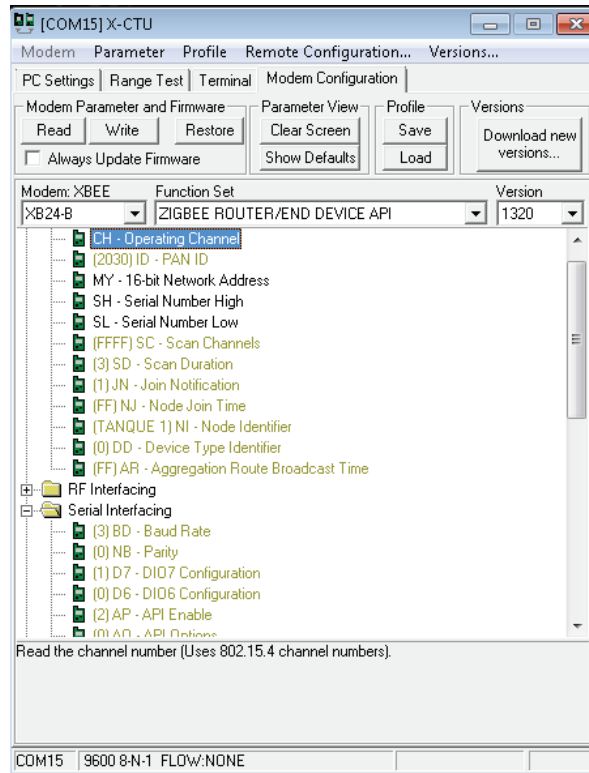 [COM15] X-CTU
Modem Parameter Profile Remote Configuration... Versions...
PC Settings Range Test Terminal Modem Configuration
Modem Parameter and Firmware Parameter View Profile Versions
Read Write Restore Clear Screen Save Download new versions...
Always Update Firmware Show Defaults Load
Modem: XBEE Function Set Version
XB24-B ZIGBEE ROUTER/END DEVICE API 1320
CH - Operating Channel
(2030) ID - PAN ID
MY - 16-bit Network Address
SH - Serial Number High
SL - Serial Number Low
(FFFF) SC - Scan Channels
(3) SD - Scan Duration
(1) JN - Join Notification
(FF) NJ - Node Join Time
(TANQUE 1) NI - Node Identifier
(0) DD - Device Type Identifier
(FF) AR - Aggregation Route Broadcast Time
RF Interfacing
Serial Interfacing
(3) BD - Baud Rate
(0) NB - Parity
(1) D7 - DIO7 Configuration
(0) D6 - DIO6 Configuration
(2) AP - API Enable
(0) AO - API Options
Read the channel number (Uses 802.15.4 channel numbers).
COM15 9600 8-N-1 FLOW:NONE